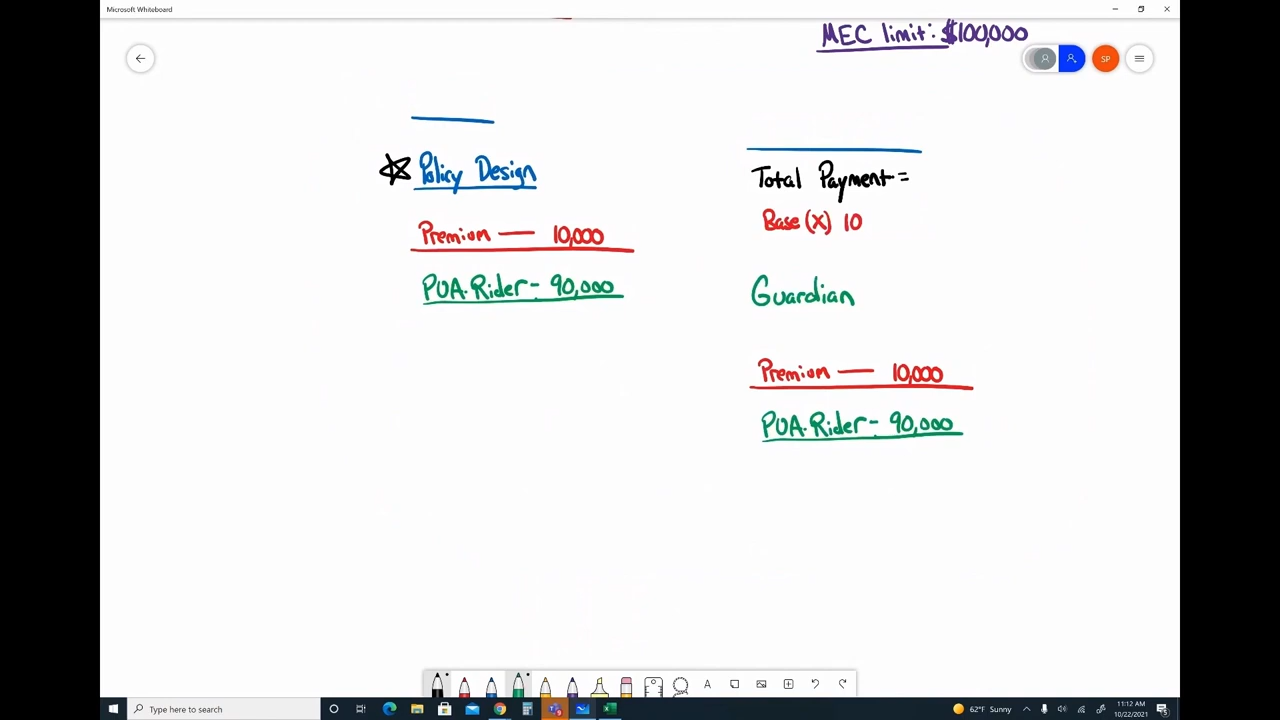 Microsoft Whiteboard
MEC limit: $100,000
SP
Policy Design
Premium — 10,000
PUA. Rider - 90,000
Total Payment =
Base (X) 10
Guardian
Premium — 10,000
PUA. Rider - 90,000
A
Type here to search
62°F Sunny
11:12 AM
10/22/2021
5